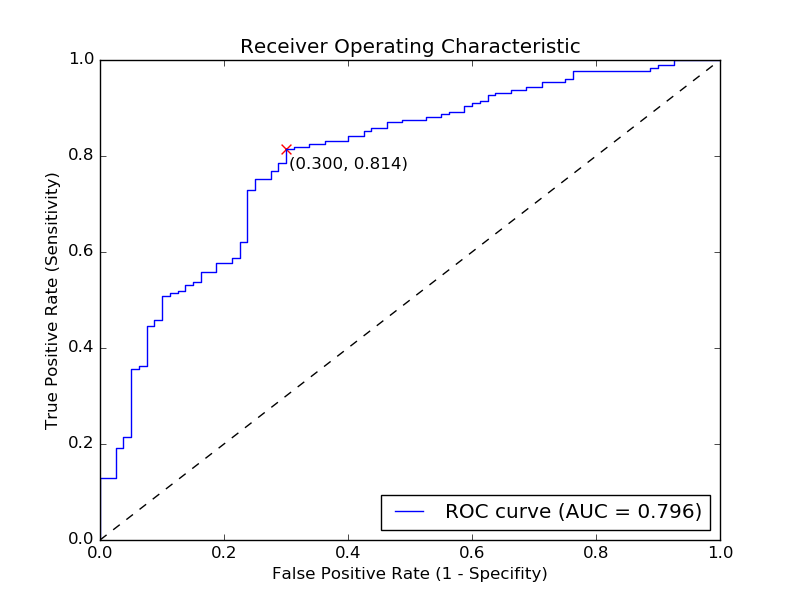 Receiver Operating Characteristic
1.0
0.8
0.6
0.4
0.2
0.0
True Positive Rate (Sensitivity)
(0.300, 0.814)
ROC curve (AUC = 0.796)
0.0 0.2 0.4 0.6 0.8 1.0
False Positive Rate (1 - Specifity)